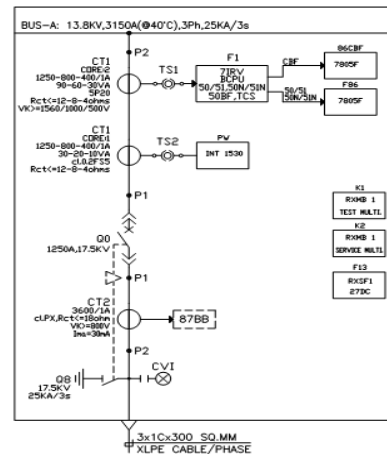 BUS-A: 13.8KV,3150A(@40°C),3Ph,25KA/3s
P2
CT1
CORE:2
1250-800-400/1A
90-60-30VA
5P20
Rct<=12-8-4ohms
VK>=1560/1000/500V
TS1
F1
7IRV
BCPU
50/51,50N/51N
50BF,TCS
CBF
86CBF
7805F
50/51
50N/51N
F86
7805F
CT1
CORE:1
1250-800-400/1A
30-20-10VA
cl.0.2FS5
Rct<=12-8-4ohms
TS2
PW
INT 1530
P1
K1
RXMB 1
TEST MULTI.
Q0
1250A,17.5KV
K2
RXMB 1
SERVICE MULTI.
P1
F13
RXSF1
27DC
CT2
3600/1A
cl.PX,Rct<=18ohm
VK>=800V
Imo=30mA
87BB
P2
CVI
Q8
17.5KV
25KA/3s
3x1Cx300 SQ.MM
XLPE CABLE/PHASE